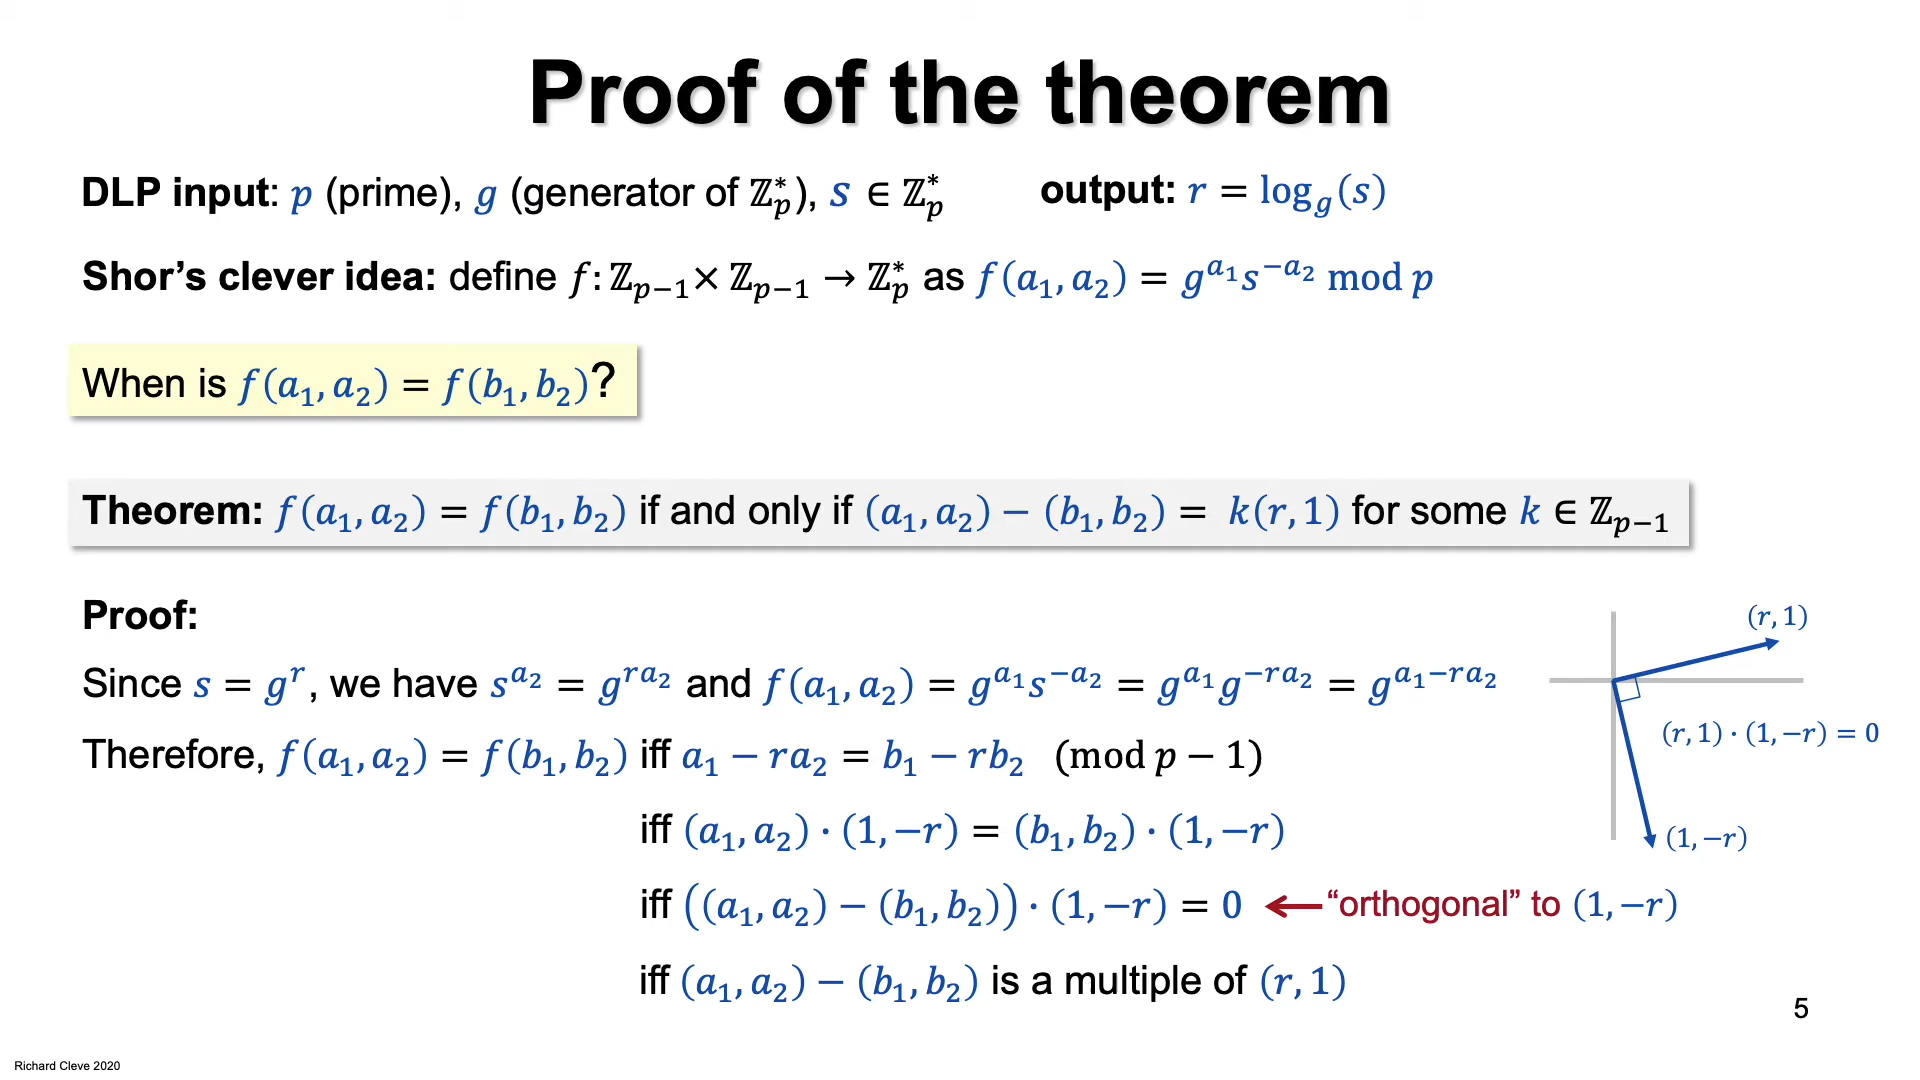 Proof of the theorem
DLP input: p (prime), g (generator of ℤ*ₚ), s ∈ ℤ*ₚ output: r = log_g(s)
Shor’s clever idea: define f: ℤₚ₋₁× ℤₚ₋₁ → ℤ*ₚ as f(a₁, a₂) = g^{a₁}s^{−a₂} mod p
When is f(a₁, a₂) = f(b₁, b₂)?
Theorem: f(a₁, a₂) = f(b₁, b₂) if and only if (a₁, a₂) − (b₁, b₂) = k(r, 1) for some k ∈ ℤₚ₋₁
Proof:
Since s = g^r, we have s^{a₂} = g^{ra₂} and f(a₁, a₂) = g^{a₁}s^{−a₂} = g^{a₁}g^{−ra₂} = g^{a₁−ra₂}
Therefore, f(a₁, a₂) = f(b₁, b₂) iff a₁ − ra₂ = b₁ − rb₂ (mod p − 1)
iff (a₁, a₂) · (1, −r) = (b₁, b₂) · (1, −r)
iff ((a₁, a₂) − (b₁, b₂)) · (1, −r) = 0 ← “orthogonal” to (1, −r)
iff (a₁, a₂) − (b₁, b₂) is a multiple of (r, 1)
(r, 1)
(r, 1) · (1, −r) = 0
(1, −r)
5
Richard Cleve 2020